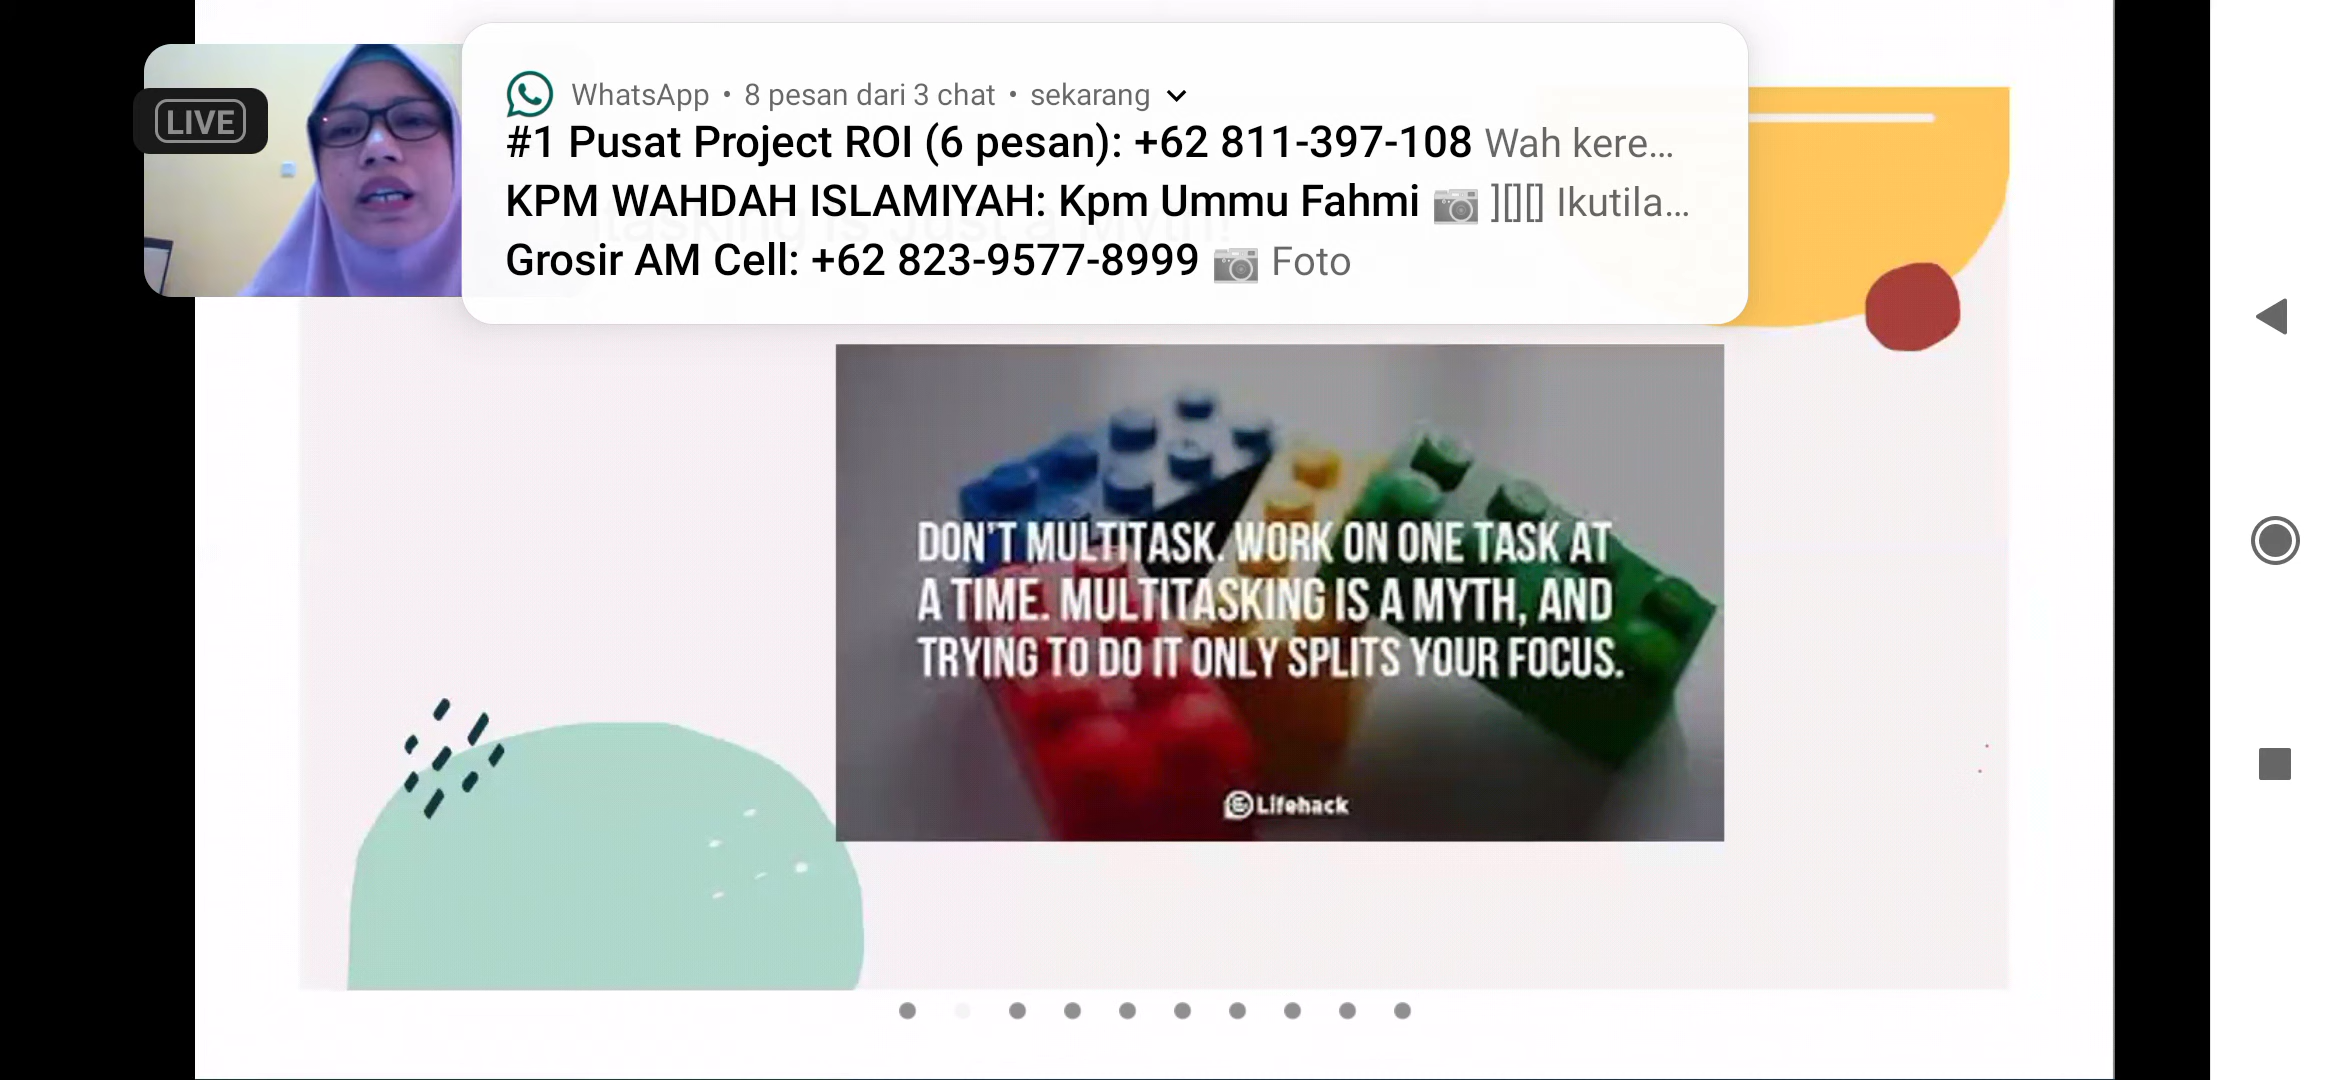 LIVE
WhatsApp • 8 pesan dari 3 chat • sekarang
#1 Pusat Project ROI (6 pesan): +62 811-397-108 Wah kere...
KPM WAHDAH ISLAMIYAH: Kpm Ummu Fahmi 📷 ][][] Ikutila...
Grosir AM Cell: +62 823-9577-8999 📷 Foto
DON'T MULTITASK. WORK ON ONE TASK AT
A TIME. MULTITASKING IS A MYTH, AND
TRYING TO DO IT ONLY SPLITS YOUR FOCUS.
Lifehack